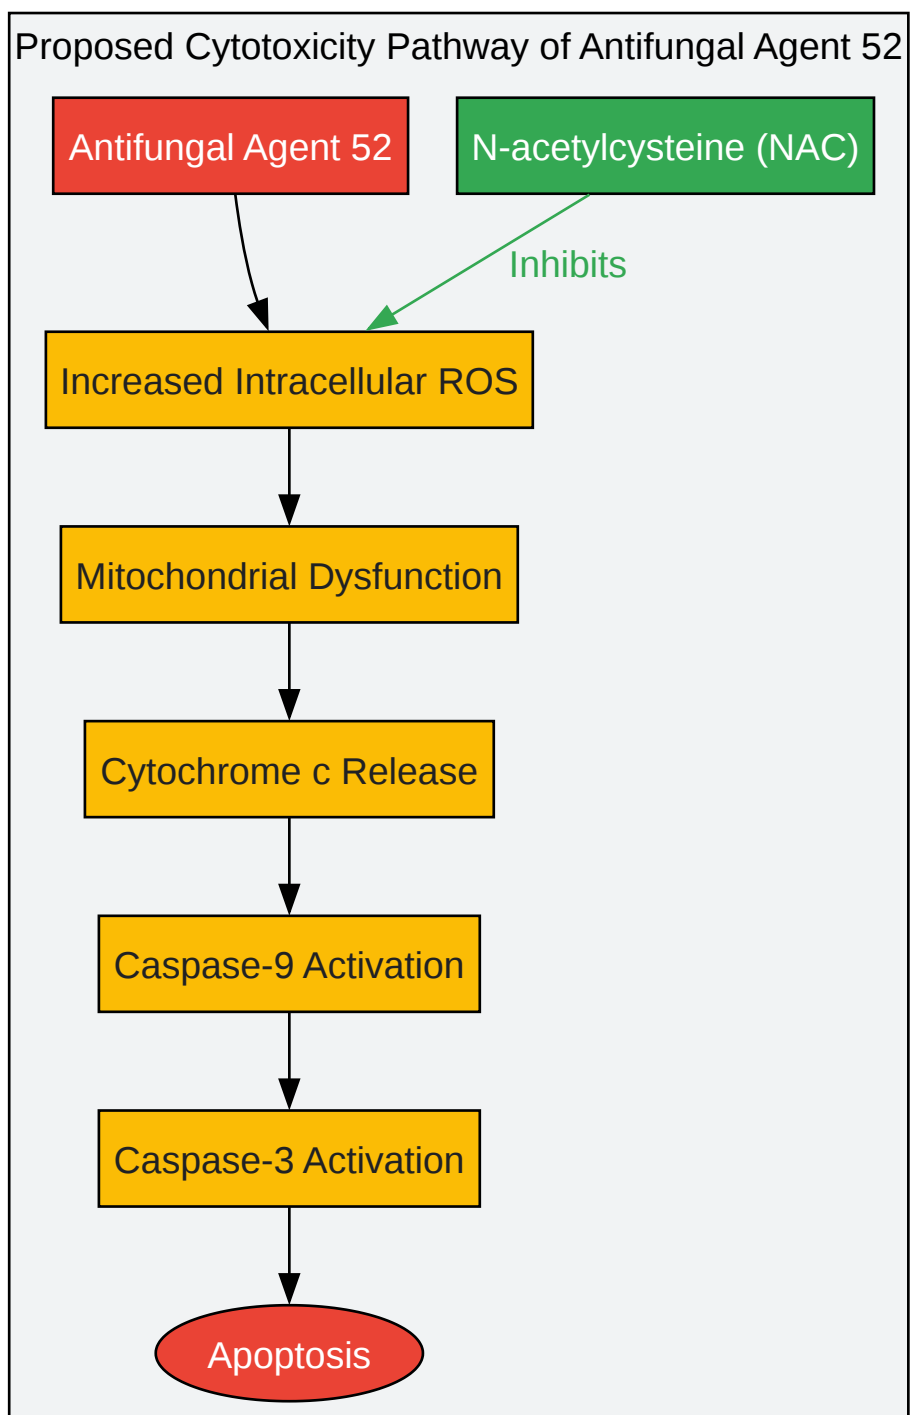 Proposed Cytotoxicity Pathway of Antifungal Agent 52
Antifungal Agent 52
N-acetylcysteine (NAC)
Inhibits
Increased Intracellular ROS
Mitochondrial Dysfunction
Cytochrome c Release
Caspase-9 Activation
Caspase-3 Activation
Apoptosis